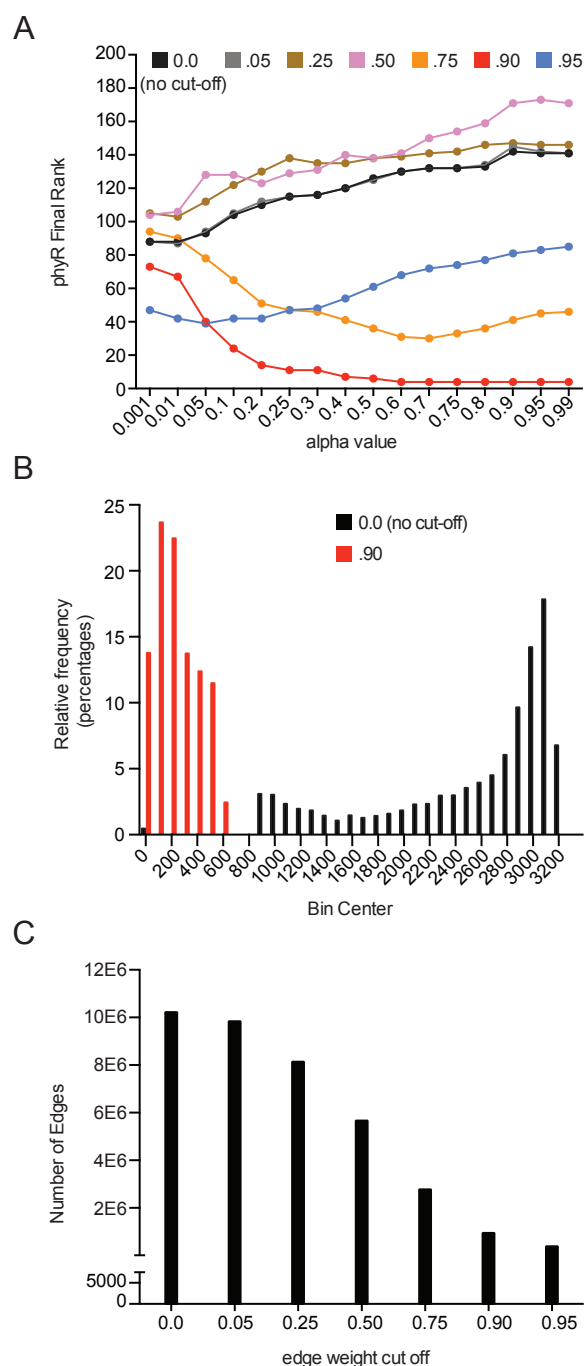 A
0.0 .05 .25 .50 .75 .90 .95
(no cut-off)
200
180
160
140
120
100
80
60
40
20
0
phyR Final Rank
0.001 0.01 0.05 0.1 0.2 0.25 0.3 0.4 0.5 0.6 0.7 0.75 0.8 0.9 0.95 0.99
alpha value
B
0.0 (no cut-off)
.90
25
20
15
10
5
0
Relative frequency
(percentages)
0 200 400 600 800 1000 1200 1400 1600 1800 2000 2200 2400 2600 2800 3000 3200
Bin Center
C
12E6
10E6
8E6
6E6
4E6
2E6
5000
0
Number of Edges
0.0 0.05 0.25 0.50 0.75 0.90 0.95
edge weight cut off